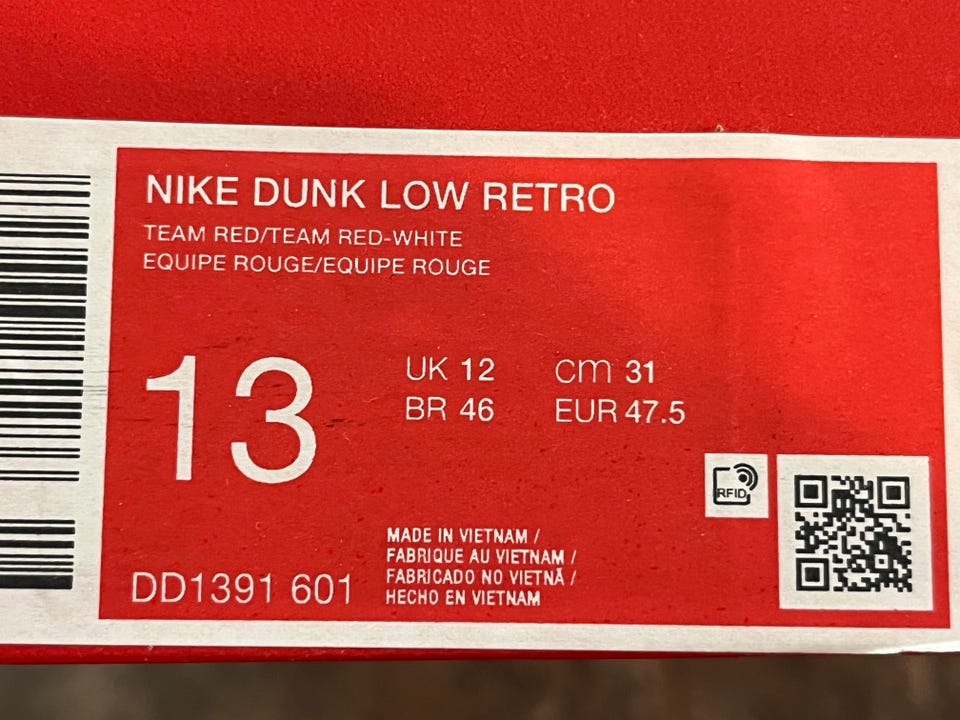 NIKE DUNK LOW RETRO
TEAM RED/TEAM RED-WHITE
EQUIPE ROUGE/EQUIPE ROUGE
13
UK 12 cm 31
BR 46 EUR 47.5
RFID
MADE IN VIETNAM /
FABRIQUE AU VIETNAM /
FABRICADO NO VIETNÃ /
HECHO EN VIETNAM
DD1391 601